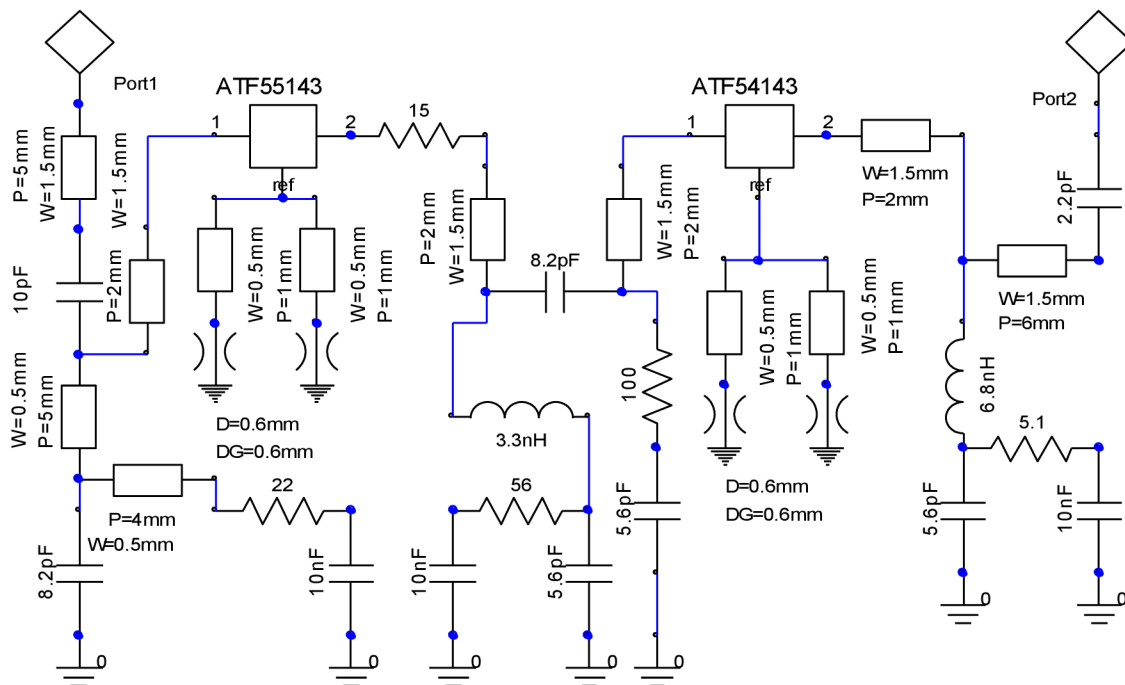 Port1
ATF55143
ATF54143
Port2
P=5mm
W=1.5mm
W=1.5mm
1
2
15
1
2
ref
ref
W=1.5mm
P=2mm
2.2pF
10pF
P=2mm
W=0.5mm
P=1mm
W=0.5mm
P=1mm
P=2mm
W=1.5mm
8.2pF
W=1.5mm
P=2mm
W=0.5mm
P=1mm
W=0.5mm
P=1mm
W=1.5mm
P=6mm
W=0.5mm
P=5mm
D=0.6mm
DG=0.6mm
3.3nH
100
6.8nH
5.1
D=0.6mm
DG=0.6mm
P=4mm
W=0.5mm
22
56
8.2pF
10nF
10nF
5.6pF
5.6pF
5.6pF
10nF
0
0
0
0
0
0
0